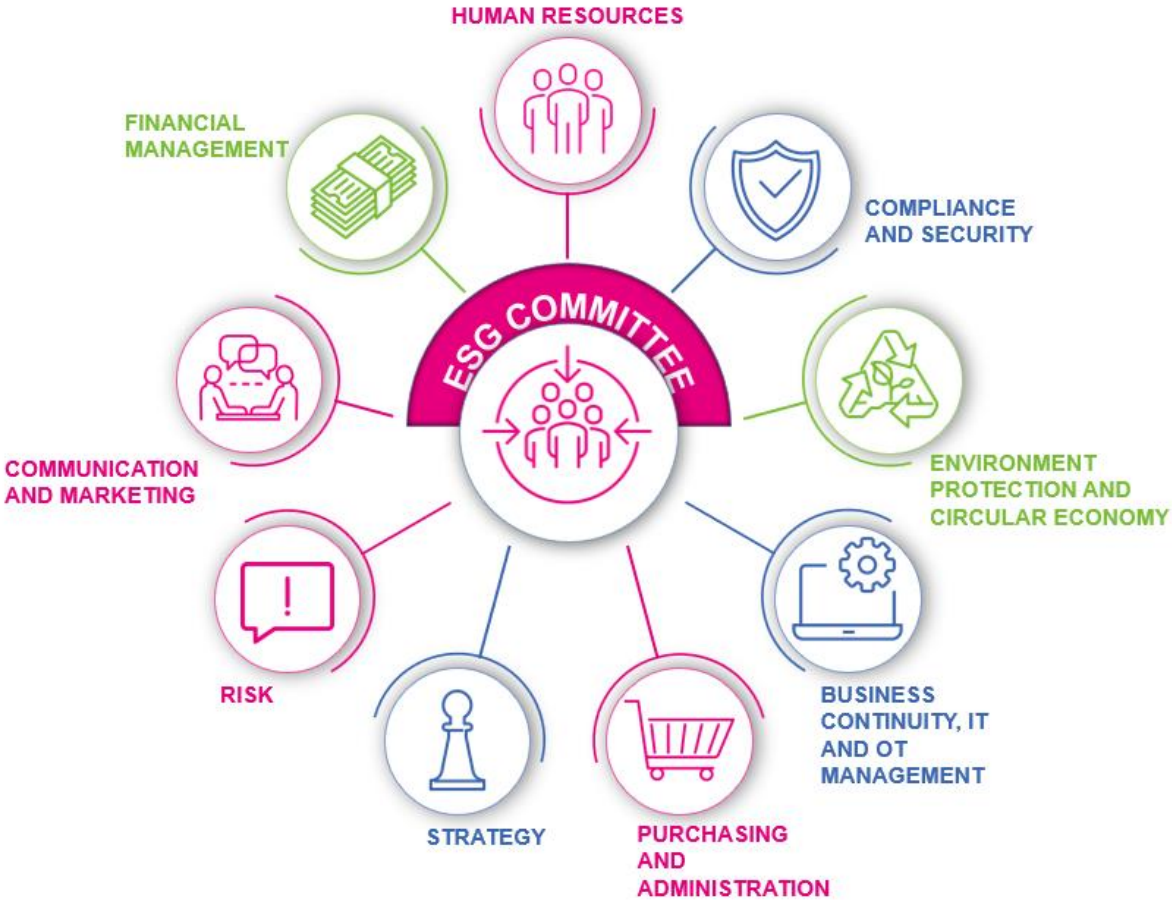 HUMAN RESOURCES
FINANCIAL
MANAGEMENT
COMPLIANCE
AND SECURITY
ESG COMMITTEE
COMMUNICATION
AND MARKETING
ENVIRONMENT
PROTECTION AND
CIRCULAR ECONOMY
RISK
BUSINESS
CONTINUITY, IT
AND OT
MANAGEMENT
STRATEGY
PURCHASING
AND
ADMINISTRATION